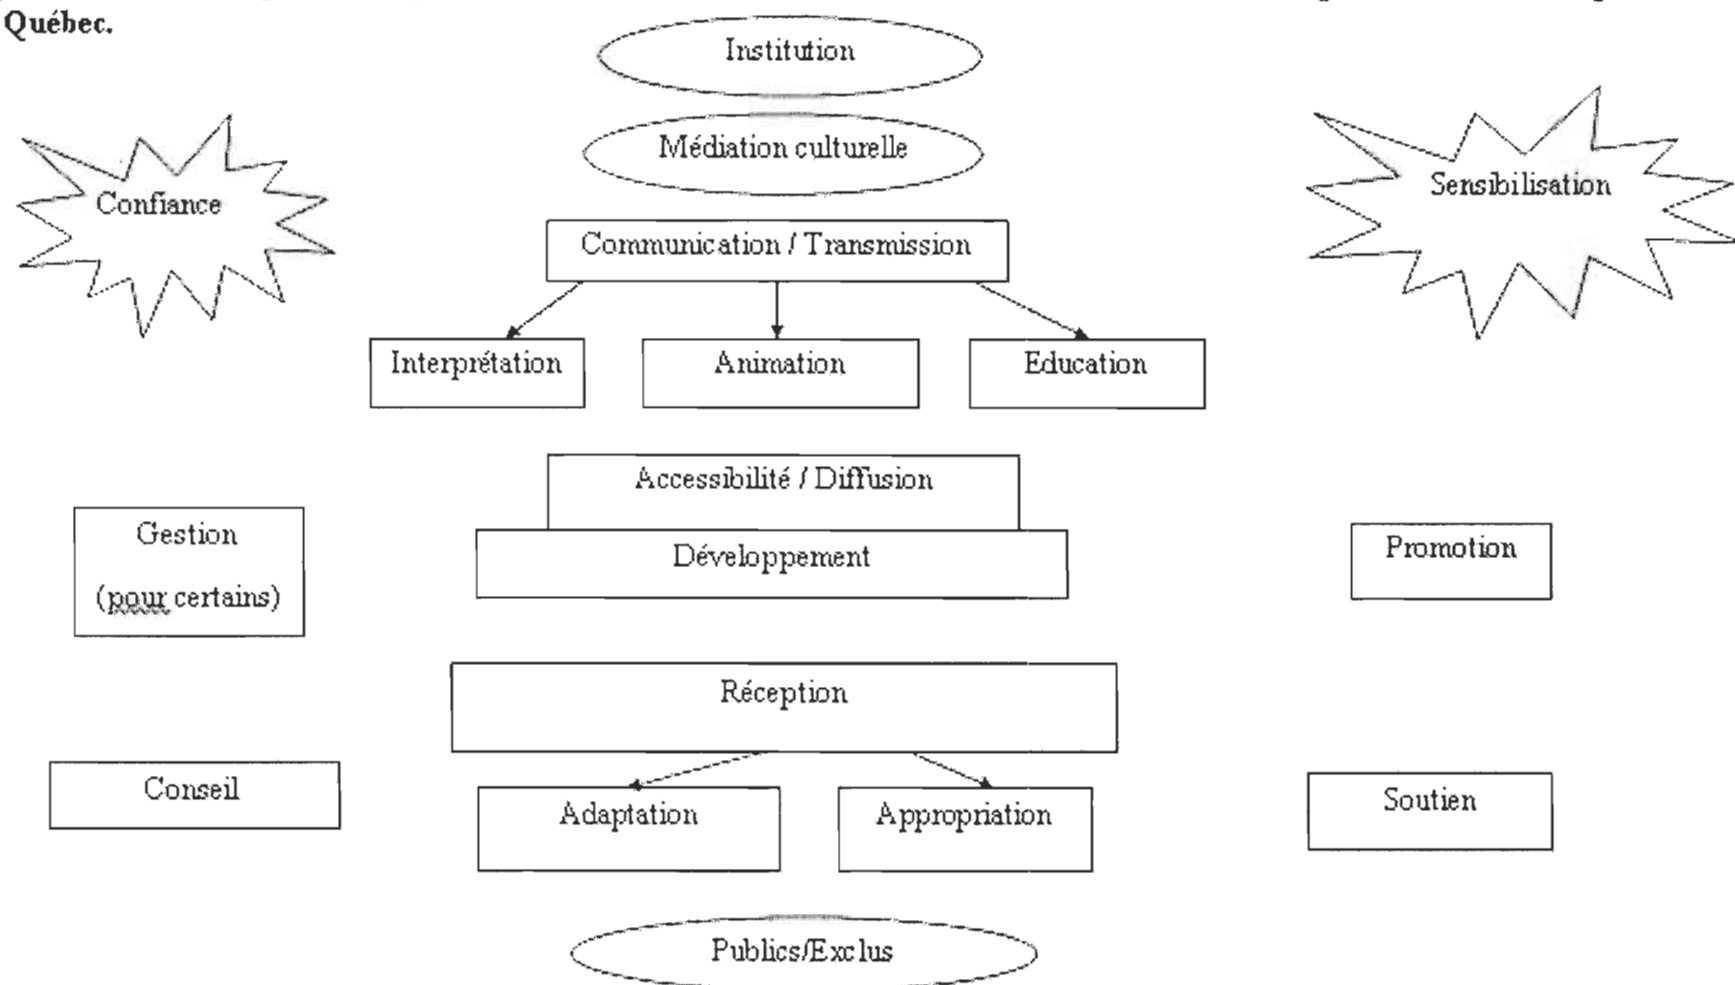 Québec.
Institution
Médiation culturelle
Confiance
Sensibilisation
Communication / Transmission
Interprétation
Animation
Education
Accessibilité / Diffusion
Gestion
(pour certains)
Développement
Promotion
Réception
Conseil
Adaptation
Appropriation
Soutien
Publics/Exclus